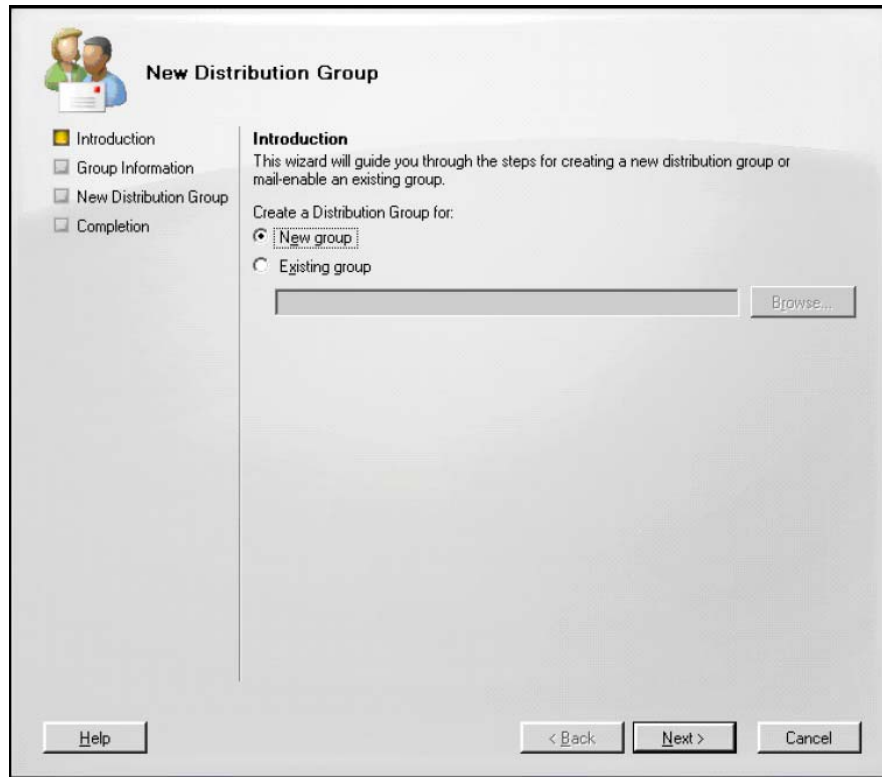 New Distribution Group
Introduction
Group Information
New Distribution Group
Completion
Introduction
This wizard will guide you through the steps for creating a new distribution group or
mail-enable an existing group.
Create a Distribution Group for:
New group
Existing group
Browse...
Help
< Back
Next >
Cancel